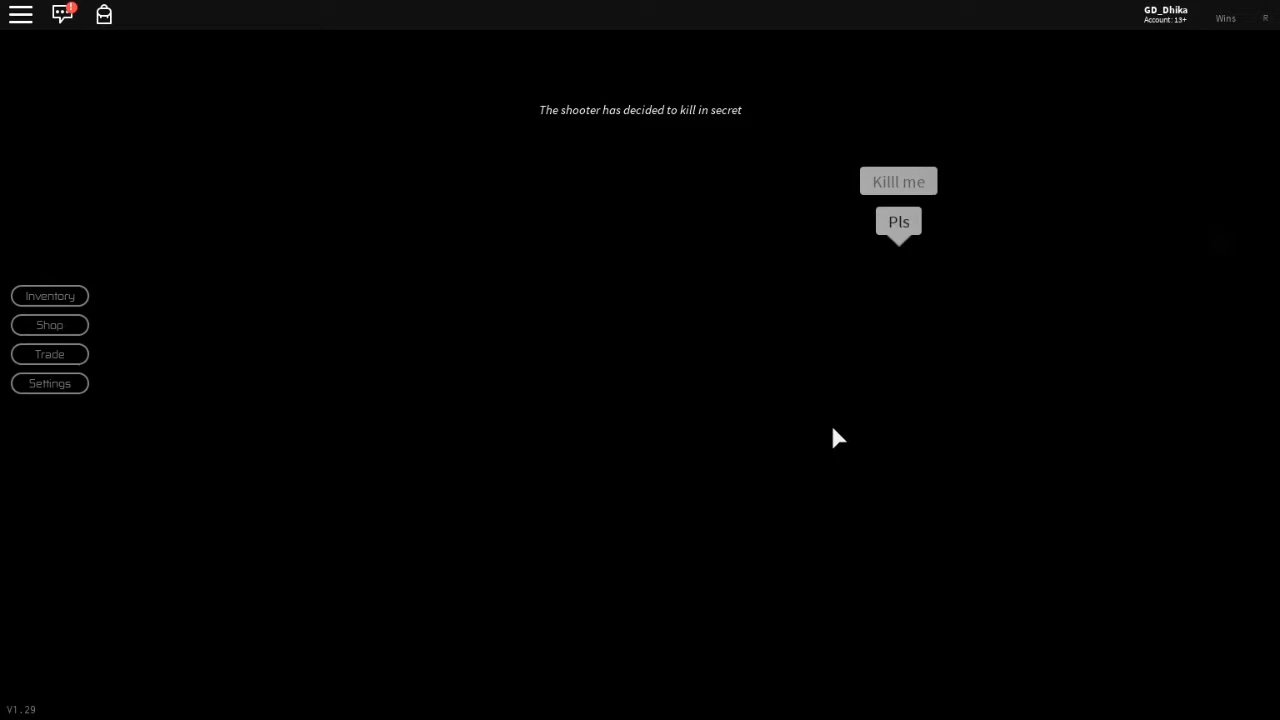 GD_Dhika
Account: 13+
Wins
R
!
The shooter has decided to kill in secret
Killl me
Pls
Inventory
Shop
Trade
Settings
V1.29